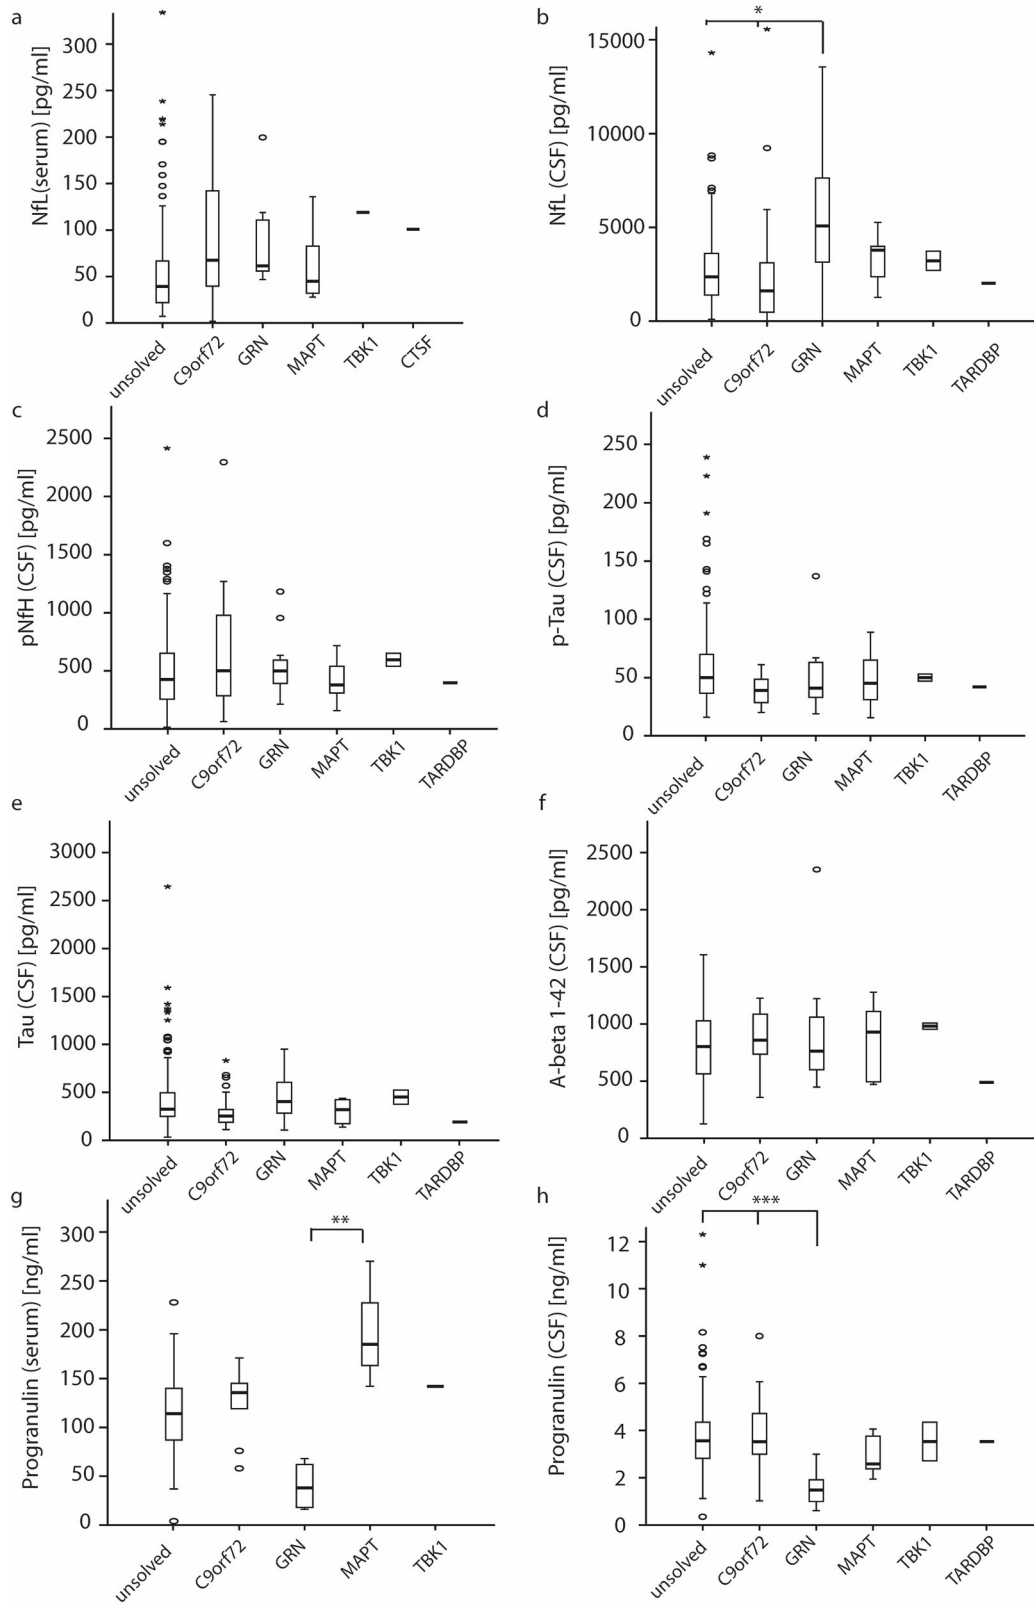 a
NfL(serum) [pg/ml]
300
250
200
150
100
50
0
unsolved
C9orf72
GRN
MAPT
TBK1
CTSF
b
*
NfL (CSF) [pg/ml]
15000
10000
5000
0
unsolved
C9orf72
GRN
MAPT
TBK1
TARDBP
c
pNfH (CSF) [pg/ml]
2500
2000
1500
1000
500
0
unsolved
C9orf72
GRN
MAPT
TBK1
TARDBP
d
p-Tau (CSF) [pg/ml]
250
200
150
100
50
0
unsolved
C9orf72
GRN
MAPT
TBK1
TARDBP
e
Tau (CSF) [pg/ml]
3000
2500
2000
1500
1000
500
0
unsolved
C9orf72
GRN
MAPT
TBK1
TARDBP
f
A-beta 1-42 (CSF) [pg/ml]
2500
2000
1500
1000
500
0
unsolved
C9orf72
GRN
MAPT
TBK1
TARDBP
g
**
Progranulin (serum) [ng/ml]
300
250
200
150
100
50
0
unsolved
C9orf72
GRN
MAPT
TBK1
h
***
Progranulin (CSF) [ng/ml]
12
10
8
6
4
2
0
unsolved
C9orf72
GRN
MAPT
TBK1
TARDBP